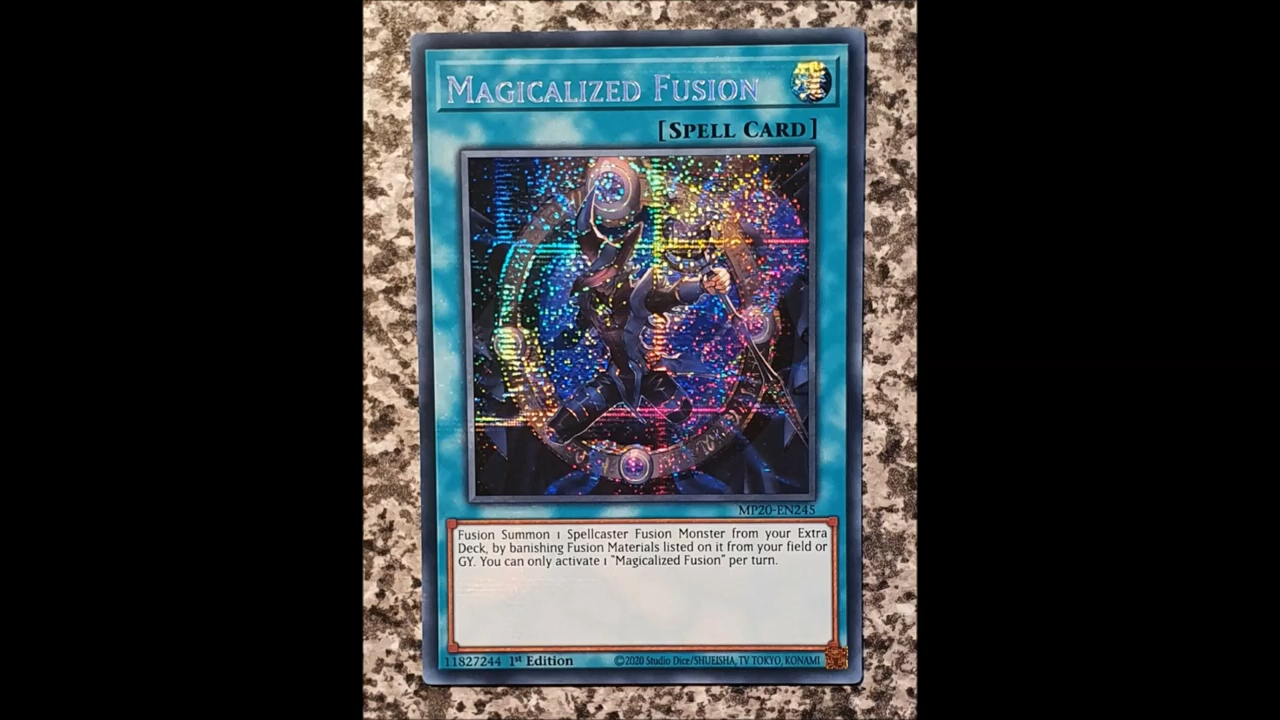 MAGICALIZED FUSION
[SPELL CARD]
MP20-EN245
Fusion Summon 1 Spellcaster Fusion Monster from your Extra
Deck, by banishing Fusion Materials listed on it from your field or
GY. You can only activate 1 "Magicalized Fusion" per turn.
11827244 1st Edition ©2020 Studio Dice/SHUEISHA, TV TOKYO, KONAMI